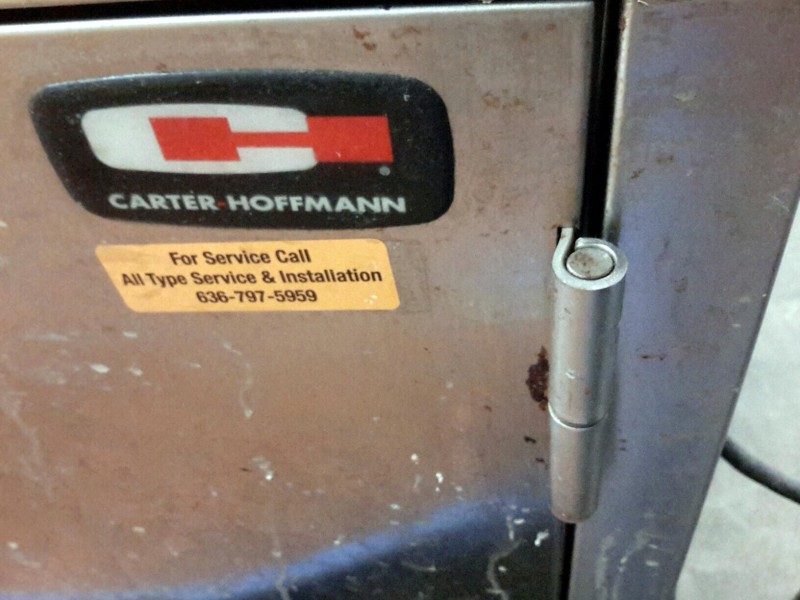 CARTER-HOFFMANN
For Service Call
All Type Service & Installation
636-797-5959